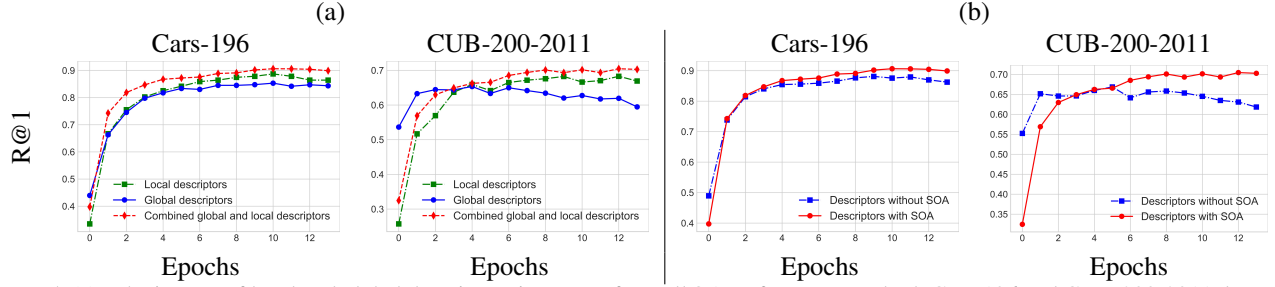 (a)
(b)
Cars-196
CUB-200-2011
Cars-196
CUB-200-2011
R@1
0.9
0.8
0.7
0.6
0.5
0.4
0 2 4 6 8 10 12
Local descriptors
Global descriptors
Combined global and local descriptors
Epochs
0.7
0.6
0.5
0.4
0.3
0 2 4 6 8 10 12
Local descriptors
Global descriptors
Combined global and local descriptors
Epochs
0.9
0.8
0.7
0.6
0.5
0.4
0 2 4 6 8 10 12
Descriptors without SOA
Descriptors with SOA
Epochs
0.70
0.65
0.60
0.55
0.50
0.45
0.40
0.35
0 2 4 6 8 10 12
Descriptors without SOA
Descriptors with SOA
Epochs